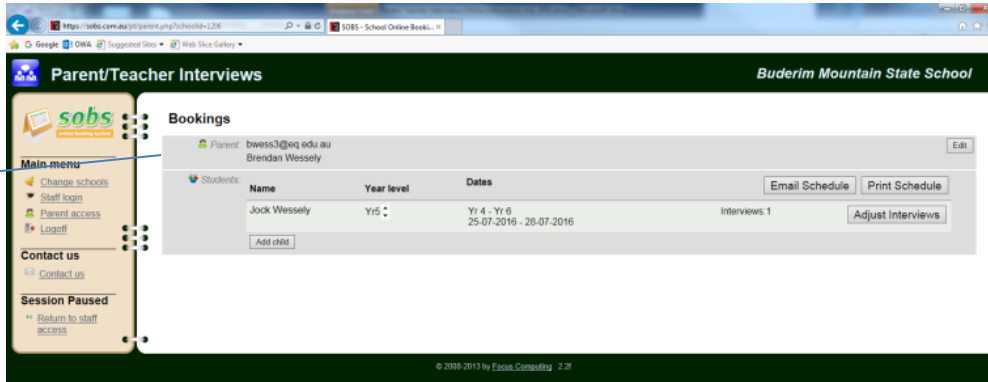 https://sobs.com.au/pt/parent.php?schoolid=1206
SOBS - School Online Booki...
Google
OWA
Suggested Sites
Web Slice Gallery
Parent/Teacher Interviews
Buderim Mountain State School
sobs
online booking system
Main menu
Change schools
Staff login
Parent access
Logoff
Contact us
Contact us
Session Paused
Return to staff
access
Bookings
Parent: bwess3@eq.edu.au
Brendan Wessely
Edit
Students:
Name Year level Dates
Email Schedule Print Schedule
Jock Wessely Yr5 Yr 4 - Yr 6 Interviews:1 Adjust Interviews
25-07-2016 - 28-07-2016
Add child
© 2008-2013 by Focus Computing 2.2f